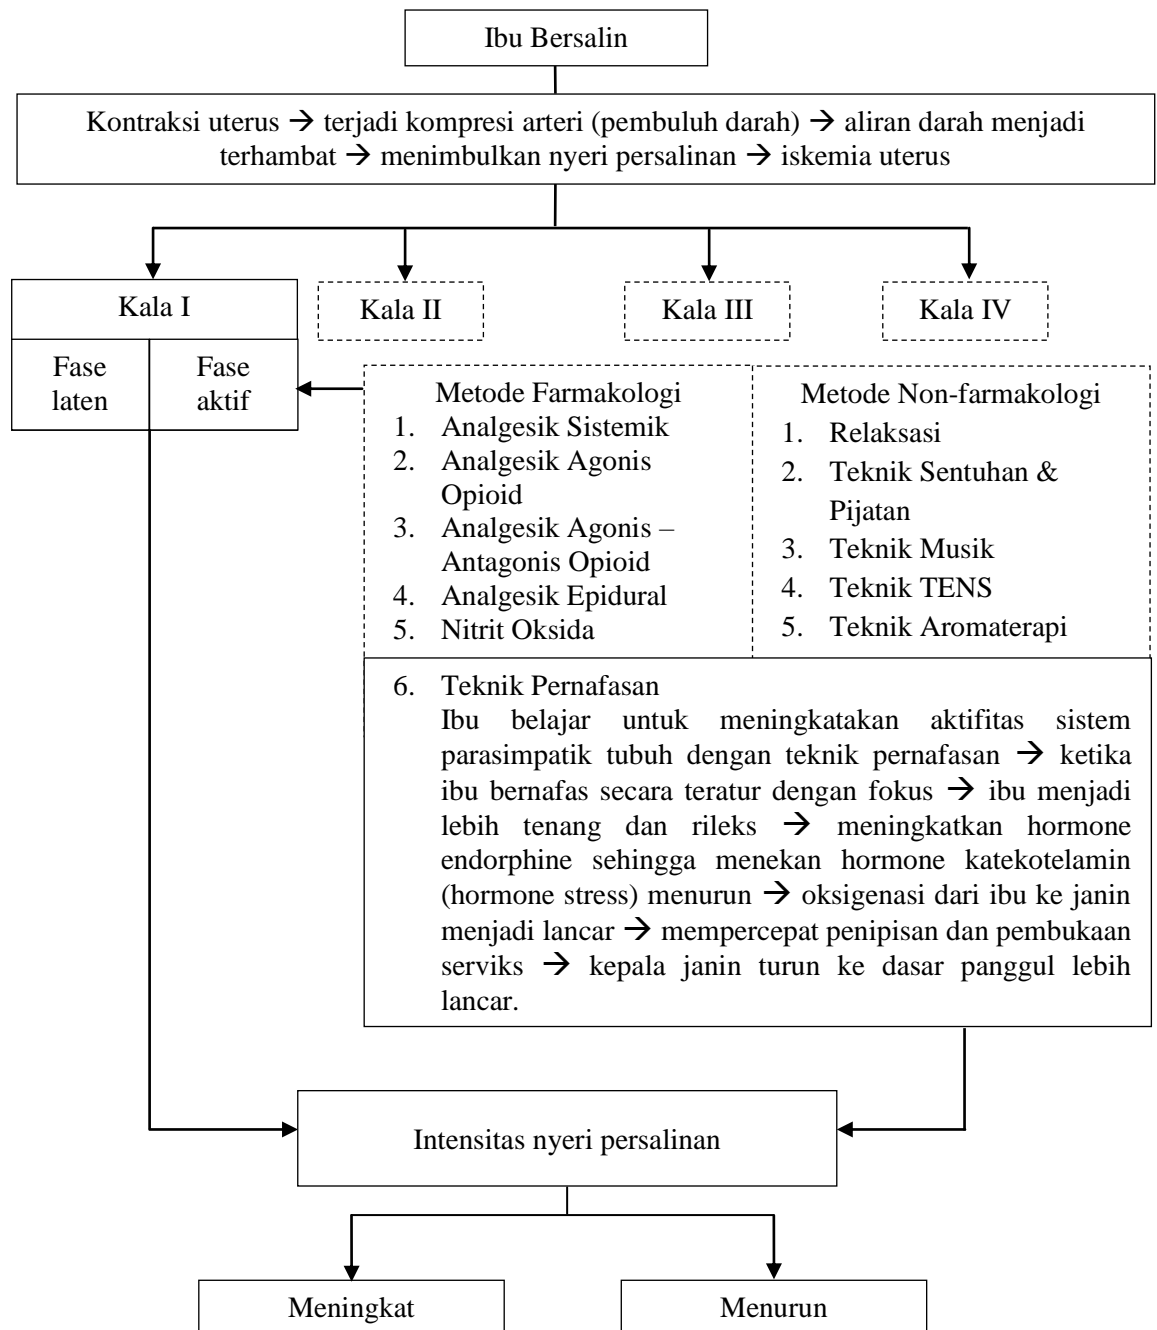 Ibu Bersalin
Kontraksi uterus → terjadi kompresi arteri (pembuluh darah) → aliran darah menjadi
terhambat → menimbulkan nyeri persalinan → iskemia uterus
Kala I
Kala II
Kala III
Kala IV
Fase
laten
Fase
aktif
Metode Farmakologi
1. Analgesik Sistemik
2. Analgesik Agonis
Opioid
3. Analgesik Agonis –
Antagonis Opioid
4. Analgesik Epidural
5. Nitrit Oksida
Metode Non-farmakologi
1. Relaksasi
2. Teknik Sentuhan &
Pijatan
3. Teknik Musik
4. Teknik TENS
5. Teknik Aromaterapi
6. Teknik Pernafasan
Ibu belajar untuk meningkatakan aktifitas sistem
parasimpatik tubuh dengan teknik pernafasan → ketika
ibu bernafas secara teratur dengan fokus → ibu menjadi
lebih tenang dan rileks → meningkatkan hormone
endorphine sehingga menekan hormone katekotelamin
(hormone stress) menurun → oksigenasi dari ibu ke janin
menjadi lancar → mempercepat penipisan dan pembukaan
serviks → kepala janin turun ke dasar panggul lebih
lancar.
Intensitas nyeri persalinan
Meningkat
Menurun